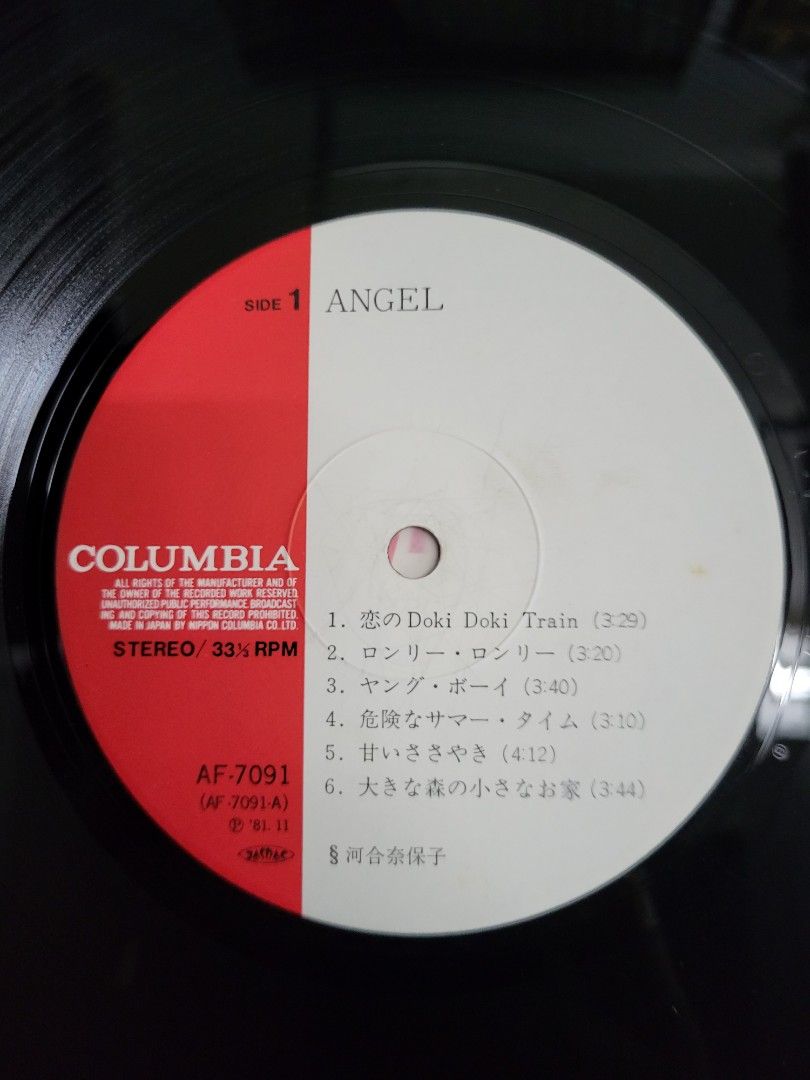 SIDE 1 ANGEL
COLUMBIA
ALL RIGHTS OF THE MANUFACTURER AND OF
THE OWNER OF THE RECORDED WORK RESERVED.
UNAUTHORIZED PUBLIC PERFORMANCE BROADCAST
ING AND COPYING OF THIS RECORD PROHIBITED.
MADE IN JAPAN BY NIPPON COLUMBIA CO. LTD.
STEREO/ 33⅓ RPM
1. 恋のDoki Doki Train (3:29)
2. ロンリー・ロンリー (3:20)
3. ヤング・ボーイ (3:40)
4. 危険なサマー・タイム (3:10)
5. 甘いささやき (4:12)
6. 大きな森の小さなお家 (3:44)
AF-7091
(AF-7091-A)
Ⓟ '81. 11
§ 河合奈保子